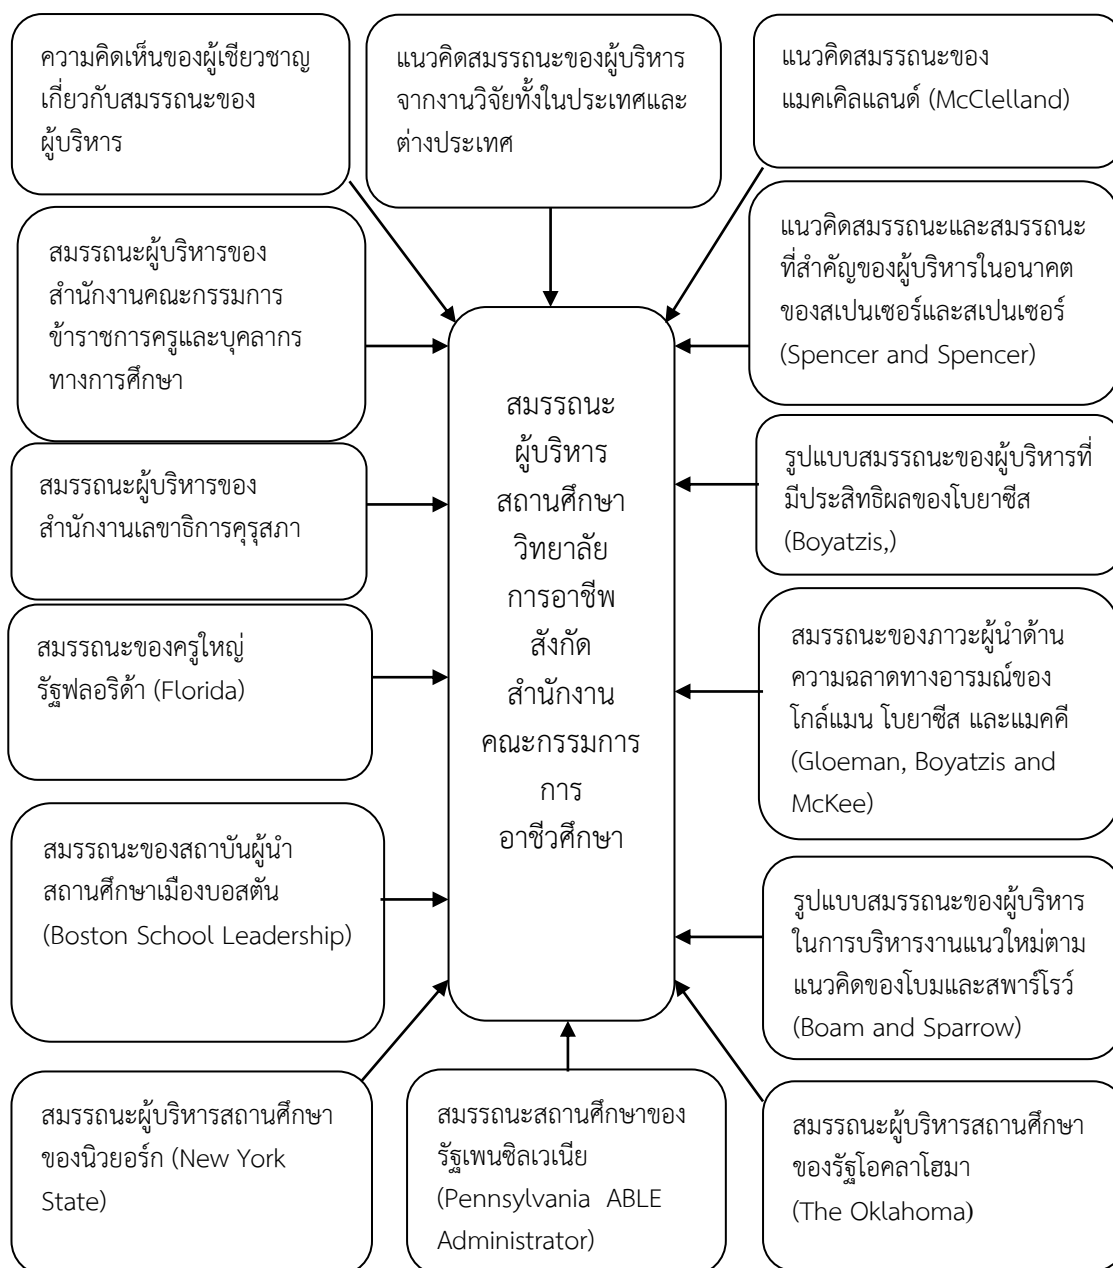 ความคิดเห็นของผู้เชียวชาญ
เกี่ยวกับสมรรถนะของ
ผู้บริหาร
แนวคิดสมรรถนะของผู้บริหาร
จากงานวิจัยทั้งในประเทศและ
ต่างประเทศ
แนวคิดสมรรถนะของ
แมคเคิลแลนด์ (McClelland)
สมรรถนะผู้บริหารของ
สำนักงานคณะกรรมการ
ข้าราชการครูและบุคลากร
ทางการศึกษา
แนวคิดสมรรถนะและสมรรถนะ
ที่สำคัญของผู้บริหารในอนาคต
ของสเปนเซอร์และสเปนเซอร์
(Spencer and Spencer)
สมรรถนะ
ผู้บริหาร
สถานศึกษา
วิทยาลัย
การอาชีพ
สังกัด
สำนักงาน
คณะกรรมการ
การ
อาชีวศึกษา
สมรรถนะผู้บริหารของ
สำนักงานเลขาธิการคุรุสภา
รูปแบบสมรรถนะของผู้บริหารที่
มีประสิทธิผลของโบยาซีส
(Boyatzis,)
สมรรถนะของครูใหญ่
รัฐฟลอริด้า (Florida)
สมรรถนะของภาวะผู้นำด้าน
ความฉลาดทางอารมณ์ของ
โกล์แมน โบยาซีส และแมคคี
(Gloeman, Boyatzis and
McKee)
สมรรถนะของสถาบันผู้นำ
สถานศึกษาเมืองบอสตัน
(Boston School Leadership)
รูปแบบสมรรถนะของผู้บริหาร
ในการบริหารงานแนวใหม่ตาม
แนวคิดของโบมและสพาร์โรว์
(Boam and Sparrow)
สมรรถนะผู้บริหารสถานศึกษา
ของนิวยอร์ก (New York
State)
สมรรถนะสถานศึกษาของ
รัฐเพนซิลเวเนีย
(Pennsylvania ABLE
Administrator)
สมรรถนะผู้บริหารสถานศึกษา
ของรัฐโอคลาโฮมา
(The Oklahoma)